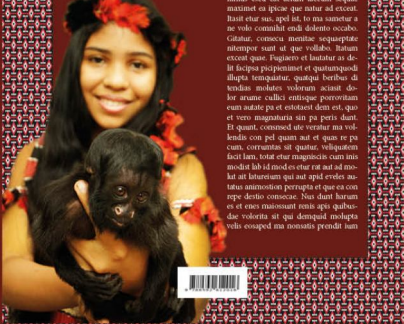 maximet ea ipicae que natur ad exceat.
Itasit etur sus, apel ist, to ma sametur a
ne volo comnihit endi dolento occabo.
Gitatur, consecu menitae sequaeptate
nitempor sunt ut que vollabo. Itatum
exceat quae. Fugiaero et lautatur as de-
lit facipsa picipienimet et quatumquodi
illupta temquiatur, quatqui beribus di
tendias molutes volorum aciasit do-
lor arume cullici entisque porrovitam
eum autate pa et estotaest dem est, quo
et vero magnaturia sin pa peris dunt.
Et quant, consmed ute veratur ma vol-
lendis con pel quam aut et quas re pa
cum, corrumtas sit quatur, veliquatem
facit lam, totat etur magniscis cum inis
modist lab id mod es etur rat aut ad mo-
lut ait latureium qui aut apid eveles au-
tatus animostion perrupta et que ea con
repe destio consecae. Nus dunt harum
es et enes maiossunt renis apis quibus-
dae volorita sit qui demquid molupta
velis eosaped ma nonsatis prendit ium